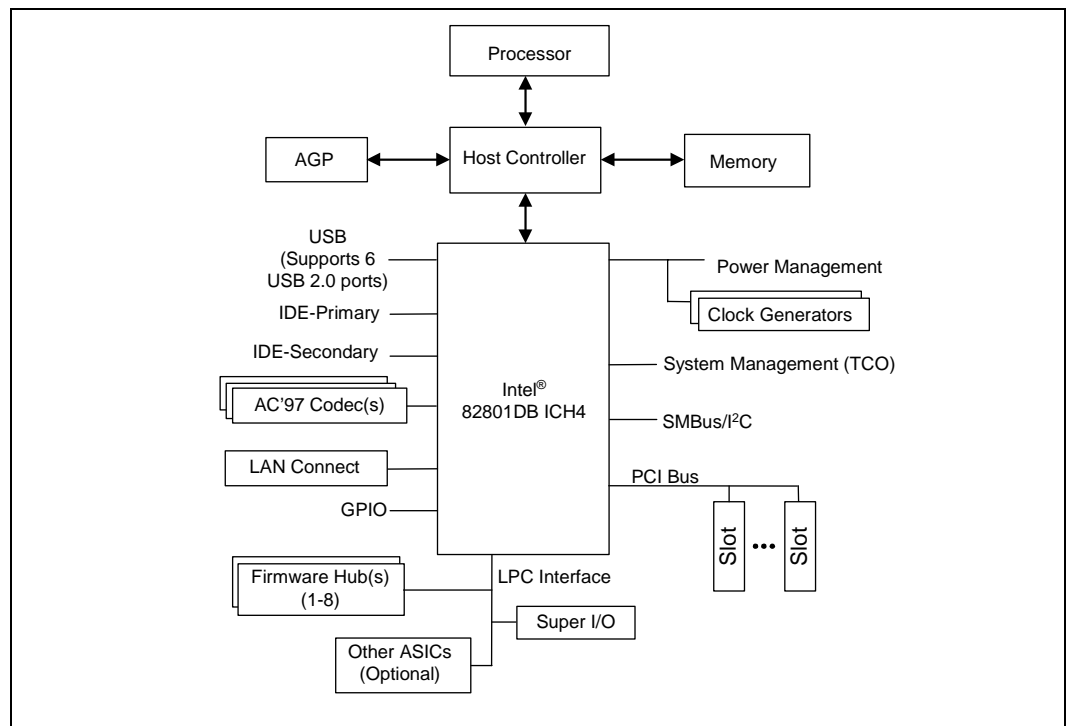 Processor
AGP
Host Controller
Memory
USB
(Supports 6
USB 2.0 ports)
IDE-Primary
IDE-Secondary
AC’97 Codec(s)
LAN Connect
GPIO
Intel®
82801DB ICH4
Power Management
Clock Generators
System Management (TCO)
SMBus/I²C
PCI Bus
Slot
•••
Slot
LPC Interface
Firmware Hub(s)
(1-8)
Super I/O
Other ASICs
(Optional)